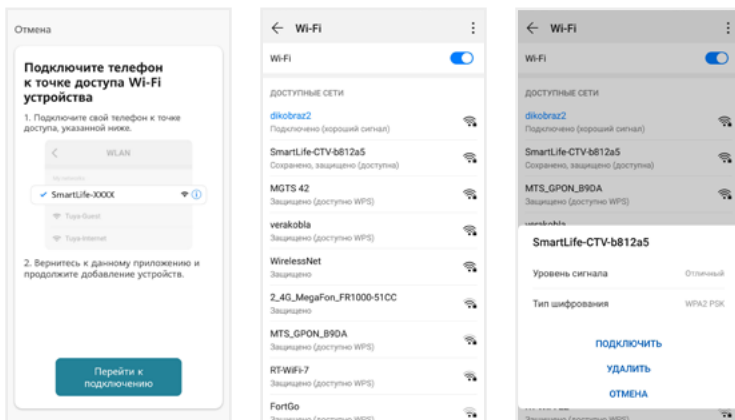 Отмена
Подключите телефон
к точке доступа Wi-Fi
устройства
1. Подключите свой телефон к точке
доступа, указанной ниже.
WLAN
My networks
SmartLife-XXXX
Tuya-Guest
Tuya-Internet
2. Вернитесь к данному приложению и
продолжите добавление устройств.
Перейти к
подключению
Wi-Fi
Wi-Fi
ДОСТУПНЫЕ СЕТИ
dikobraz2
Подключено (хороший сигнал)
SmartLife-CTV-b812a5
Сохранено, защищено (доступна)
MGTS 42
Защищено (доступно WPS)
verakobla
Защищено (доступно WPS)
WirelessNet
Защищено
2_4G_MegaFon_FR1000-51CC
Защищено
MTS_GPON_B9DA
Защищено (доступно WPS)
RT-WiFi-7
Защищено (доступно WPS)
FortGo
Защищено (доступно WPS)
Wi-Fi
Wi-Fi
ДОСТУПНЫЕ СЕТИ
dikobraz2
Подключено (хороший сигнал)
SmartLife-CTV-b812a5
Сохранено, защищено (доступна)
MTS_GPON_B9DA
Защищено (доступно WPS)
verakobla
SmartLife-CTV-b812a5
Уровень сигнала
Отличный
Тип шифрования
WPA2 PSK
ПОДКЛЮЧИТЬ
УДАЛИТЬ
ОТМЕНА
Защищено (доступно WPS)